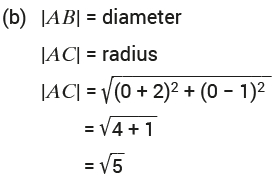 (b) |AB| = diameter
|AC| = radius
|AC| = √((0 + 2)² + (0 − 1)²
= √4 + 1
= √5